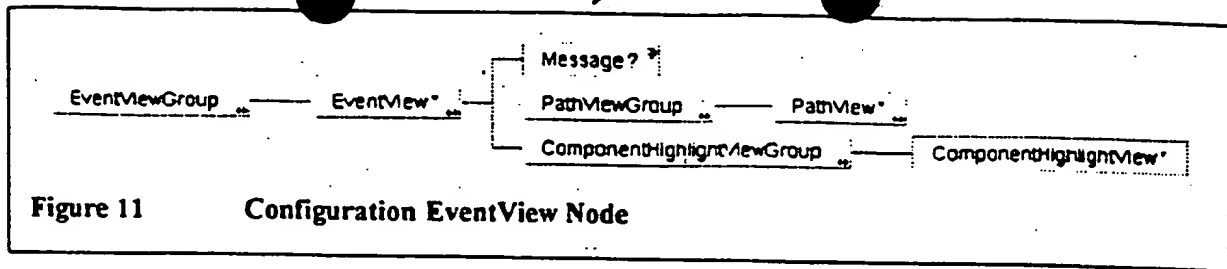 Message?
EventViewGroup EventView* PathViewGroup PathView*
ComponentHighlightViewGroup ComponentHighlightView*
Figure 11 Configuration EventView Node